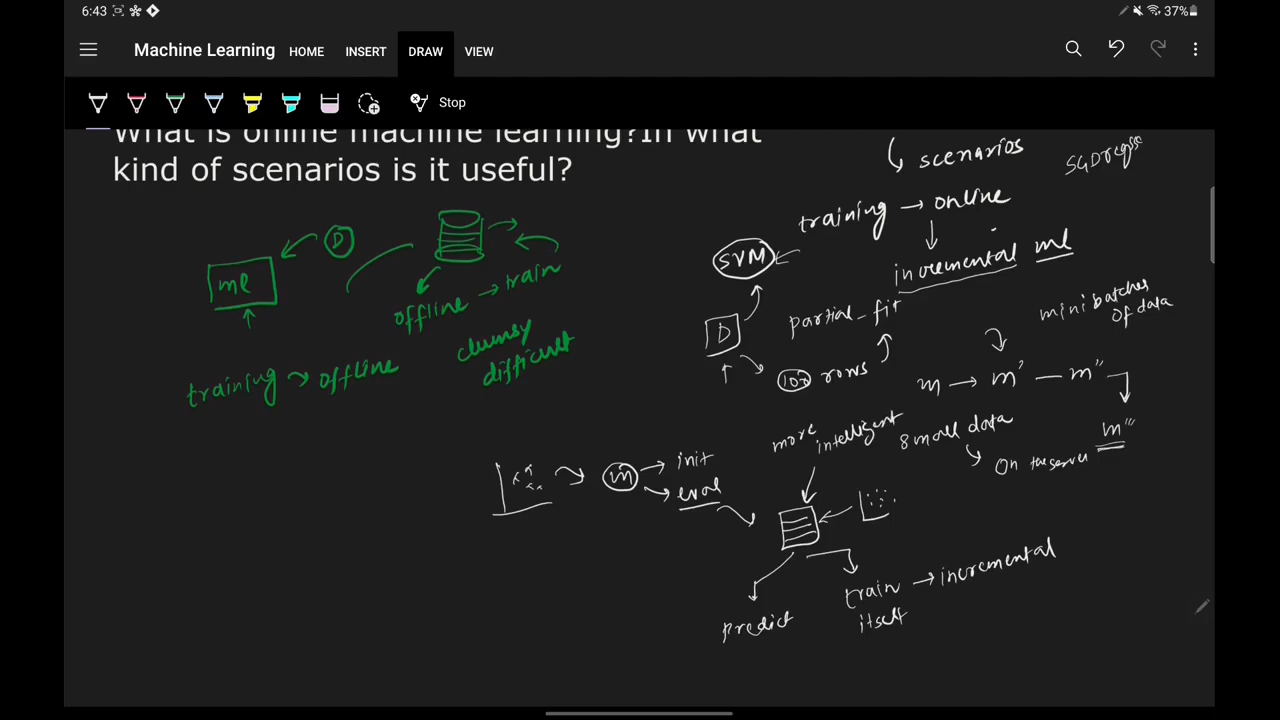 6:43
37%
Machine Learning HOME INSERT DRAW VIEW
Stop
What is online machine learning?In what
kind of scenarios is it useful?
scenarios
training → online
incremental ml
SVM
D
partial_fit
100 rows
mini batches
of data
m → m' — m''
m'''
small data
on the server
more
intelligent
D
ml
offline → train
training → offline
clumsy
difficult
m
init
eval
predict
train → incremental
itself